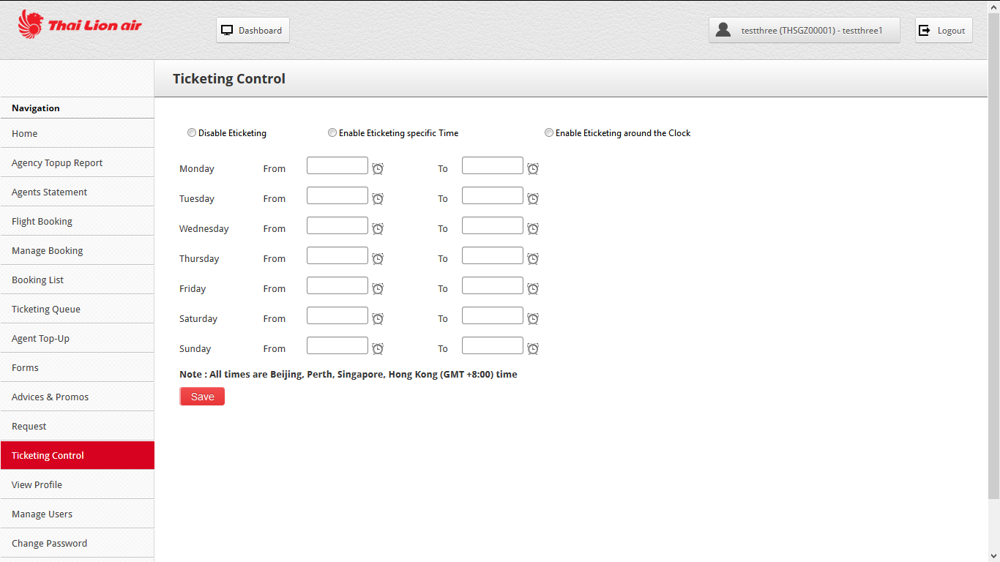 Thai Lion air
Dashboard
testthree (THSGZ00001) - testthree1
Logout
Ticketing Control
Navigation
Home
Agency Topup Report
Agents Statement
Flight Booking
Manage Booking
Booking List
Ticketing Queue
Agent Top-Up
Forms
Advices & Promos
Request
Ticketing Control
View Profile
Manage Users
Change Password
Disable Eticketing Enable Eticketing specific Time Enable Eticketing around the Clock
Monday From To
Tuesday From To
Wednesday From To
Thursday From To
Friday From To
Saturday From To
Sunday From To
Note : All times are Beijing, Perth, Singapore, Hong Kong (GMT +8:00) time
Save